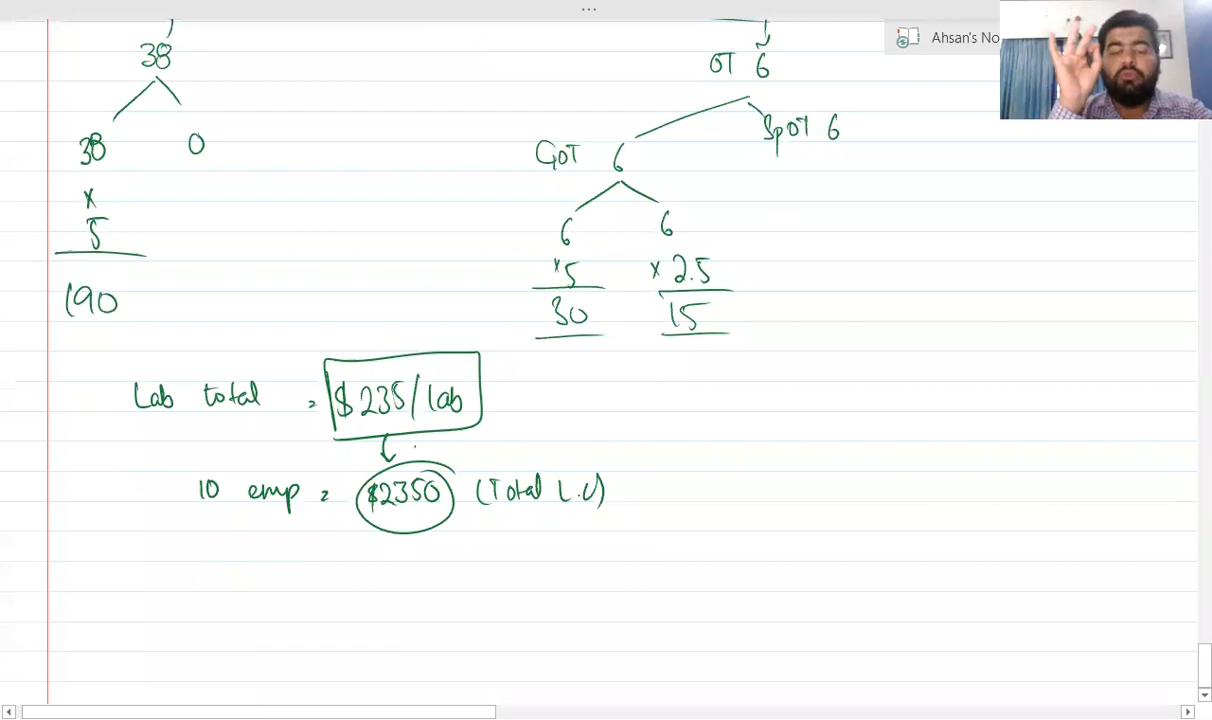 Ahsan's No
38
OT 6
38 0
GOT 6
Spot 6
x
5
190
6 6
x 5
30
x 2.5
15
Lab total = $235/lab
10 emp = $2350 (Total L.C)